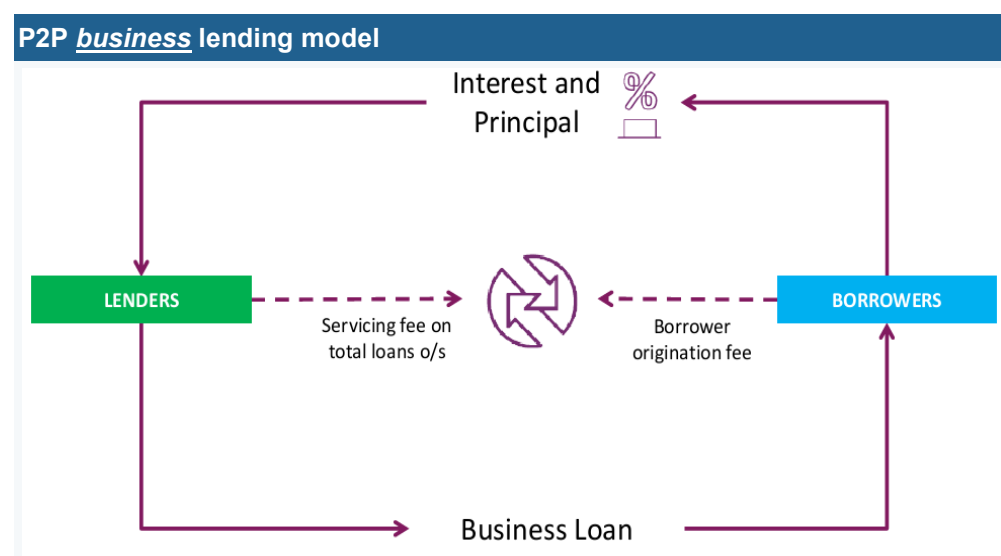 P2P business lending model
Interest and %
Principal
LENDERS
BORROWERS
Servicing fee on
total loans o/s
Borrower
origination fee
Business Loan